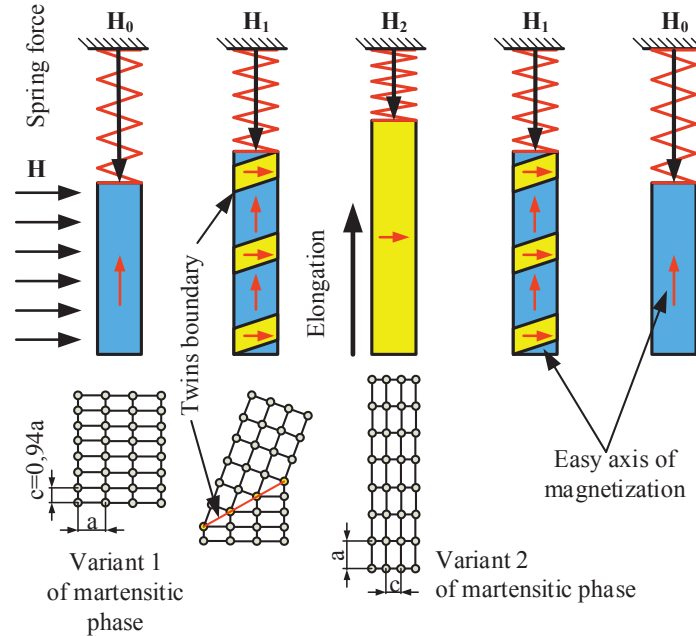 H₀
H₁
H₂
H₁
H₀
Spring force
H
Elongation
Twins boundary
c=0,94a
a
a
c
Easy axis of
magnetization
Variant 1
of martensitic
phase
Variant 2
of martensitic phase